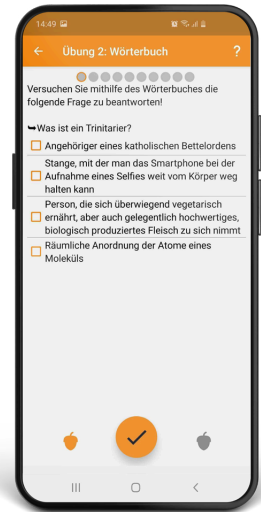 14:49
Übung 2: Wörterbuch ?
Versuchen Sie mithilfe des Wörterbuches die
folgende Frage zu beantworten!
➥Was ist ein Trinitarier?
Angehöriger eines katholischen Bettelordens
Stange, mit der man das Smartphone bei der
Aufnahme eines Selfies weit vom Körper weg
halten kann
Person, die sich überwiegend vegetarisch
ernährt, aber auch gelegentlich hochwertiges,
biologisch produziertes Fleisch zu sich nimmt
Räumliche Anordnung der Atome eines
Moleküls